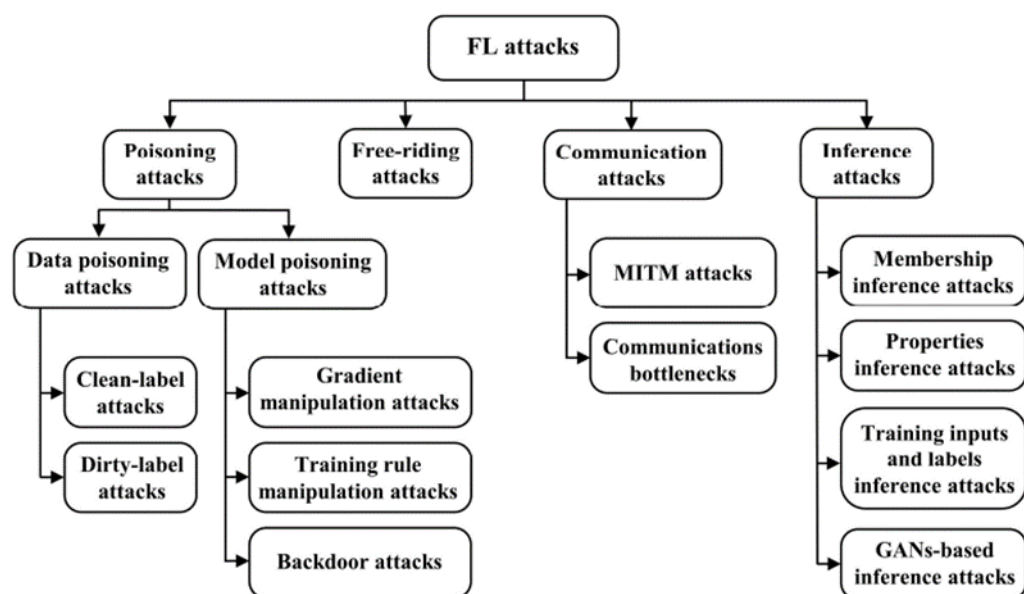 FL attacks
Poisoning
attacks
Free-riding
attacks
Communication
attacks
Inference
attacks
Data poisoning
attacks
Model poisoning
attacks
Clean-label
attacks
Dirty-label
attacks
Gradient
manipulation attacks
Training rule
manipulation attacks
Backdoor attacks
MITM attacks
Communications
bottlenecks
Membership
inference attacks
Properties
inference attacks
Training inputs
and labels
inference attacks
GANs-based
inference attacks